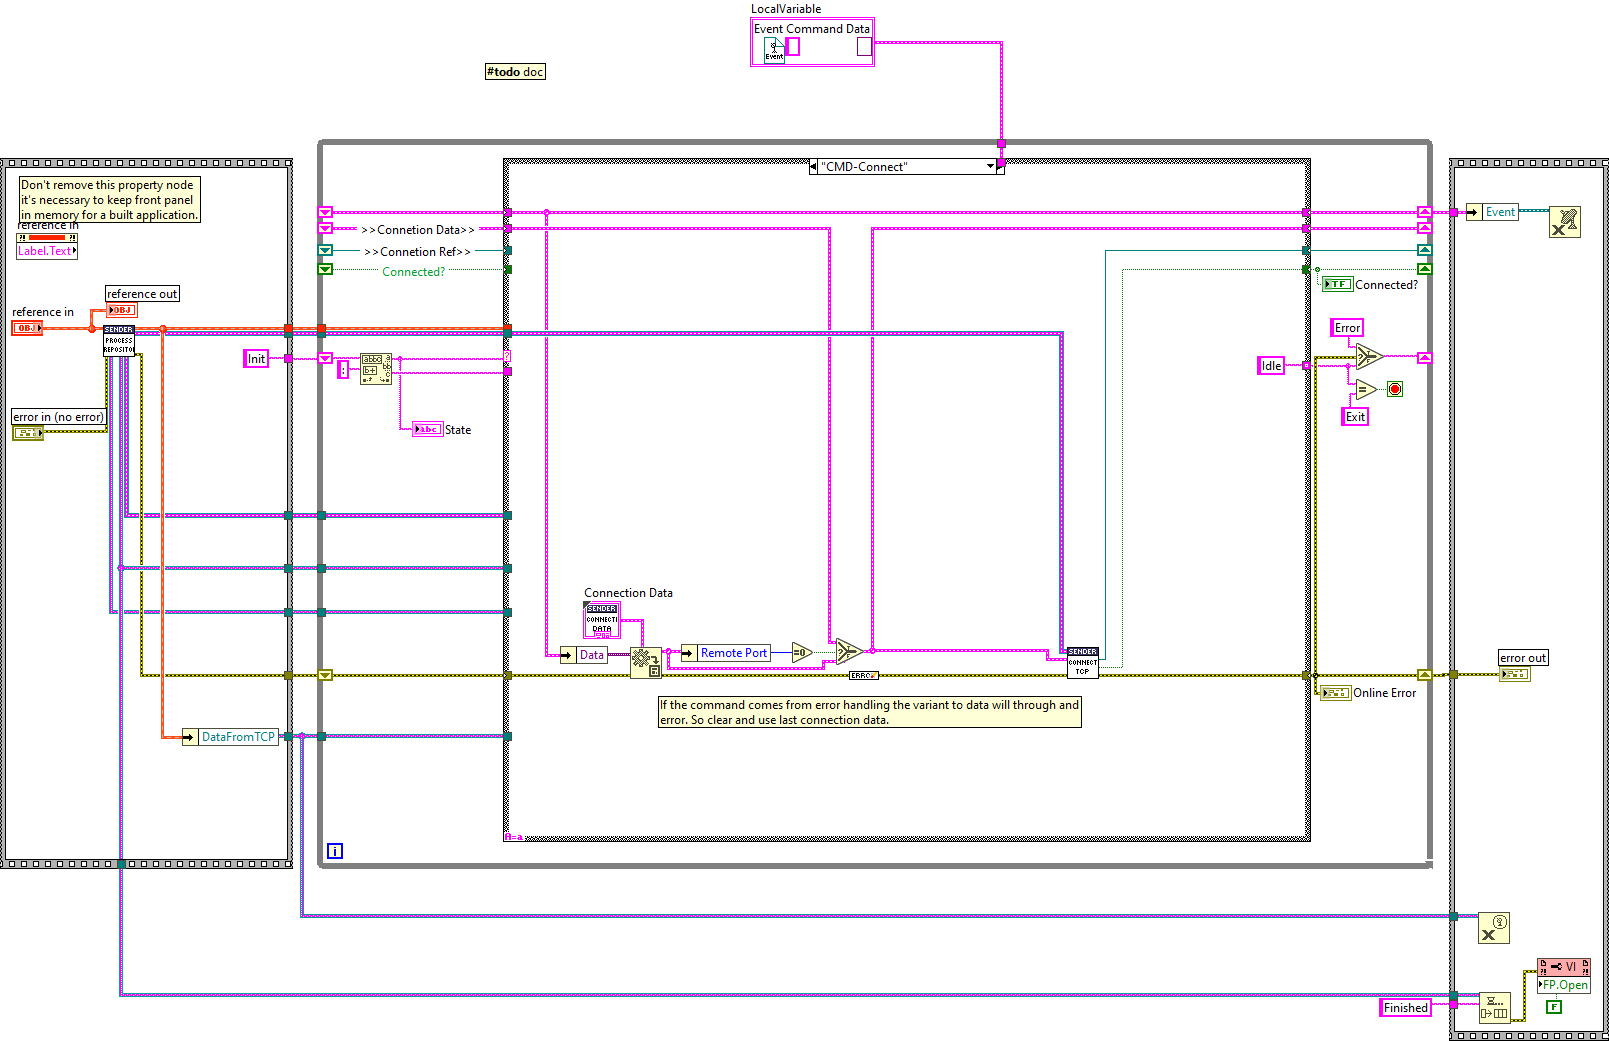 LocalVariable
Event Command Data
Event
#todo doc
"CMD-Connect"
Don't remove this property node
it's necessary to keep front panel
in memory for a built application.
reference in
Label.Text
reference out
OBJ
reference in
OBJ
SENDER
PROCESS
REPOSITO
Init
error in (no error)
DataFromTCP
>>Connetion Data>>
>>Connetion Ref>>
Connected?
:
abc
State
Connection Data
SENDER
CONNECTI
DATA
Data
Remote Port
=0
ERRO
SENDER
CONNECT
TCP
If the command comes from error handling the variant to data will through and
error. So clear and use last connection data.
A=a
i
TF
Connected?
Error
Idle
Exit
Online Error
Event
error out
VI
FP.Open
F
Finished